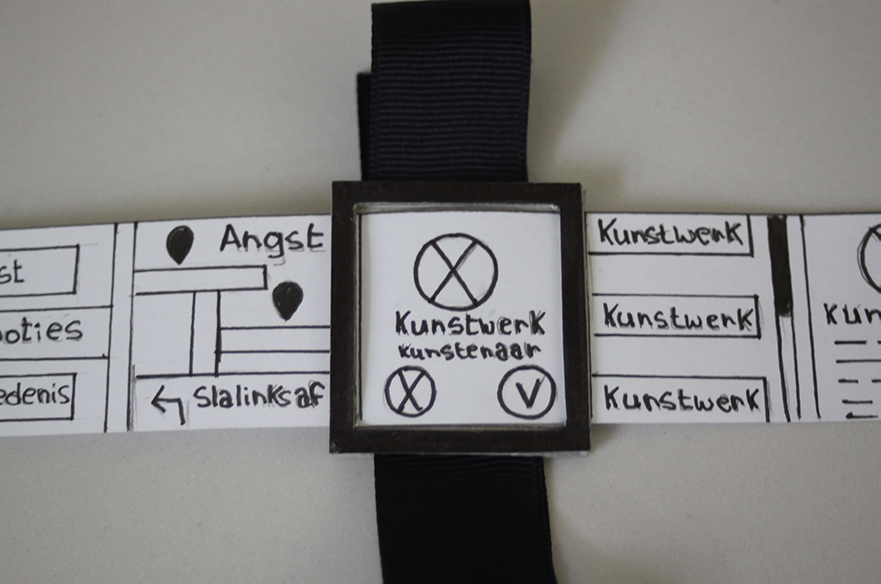 st
oties
edenis
Angst
Slalinksaf
Kunstwerk
kunstenaar
X
V
Kunstwerk
Kunstwerk
Kunstwerk
Kun